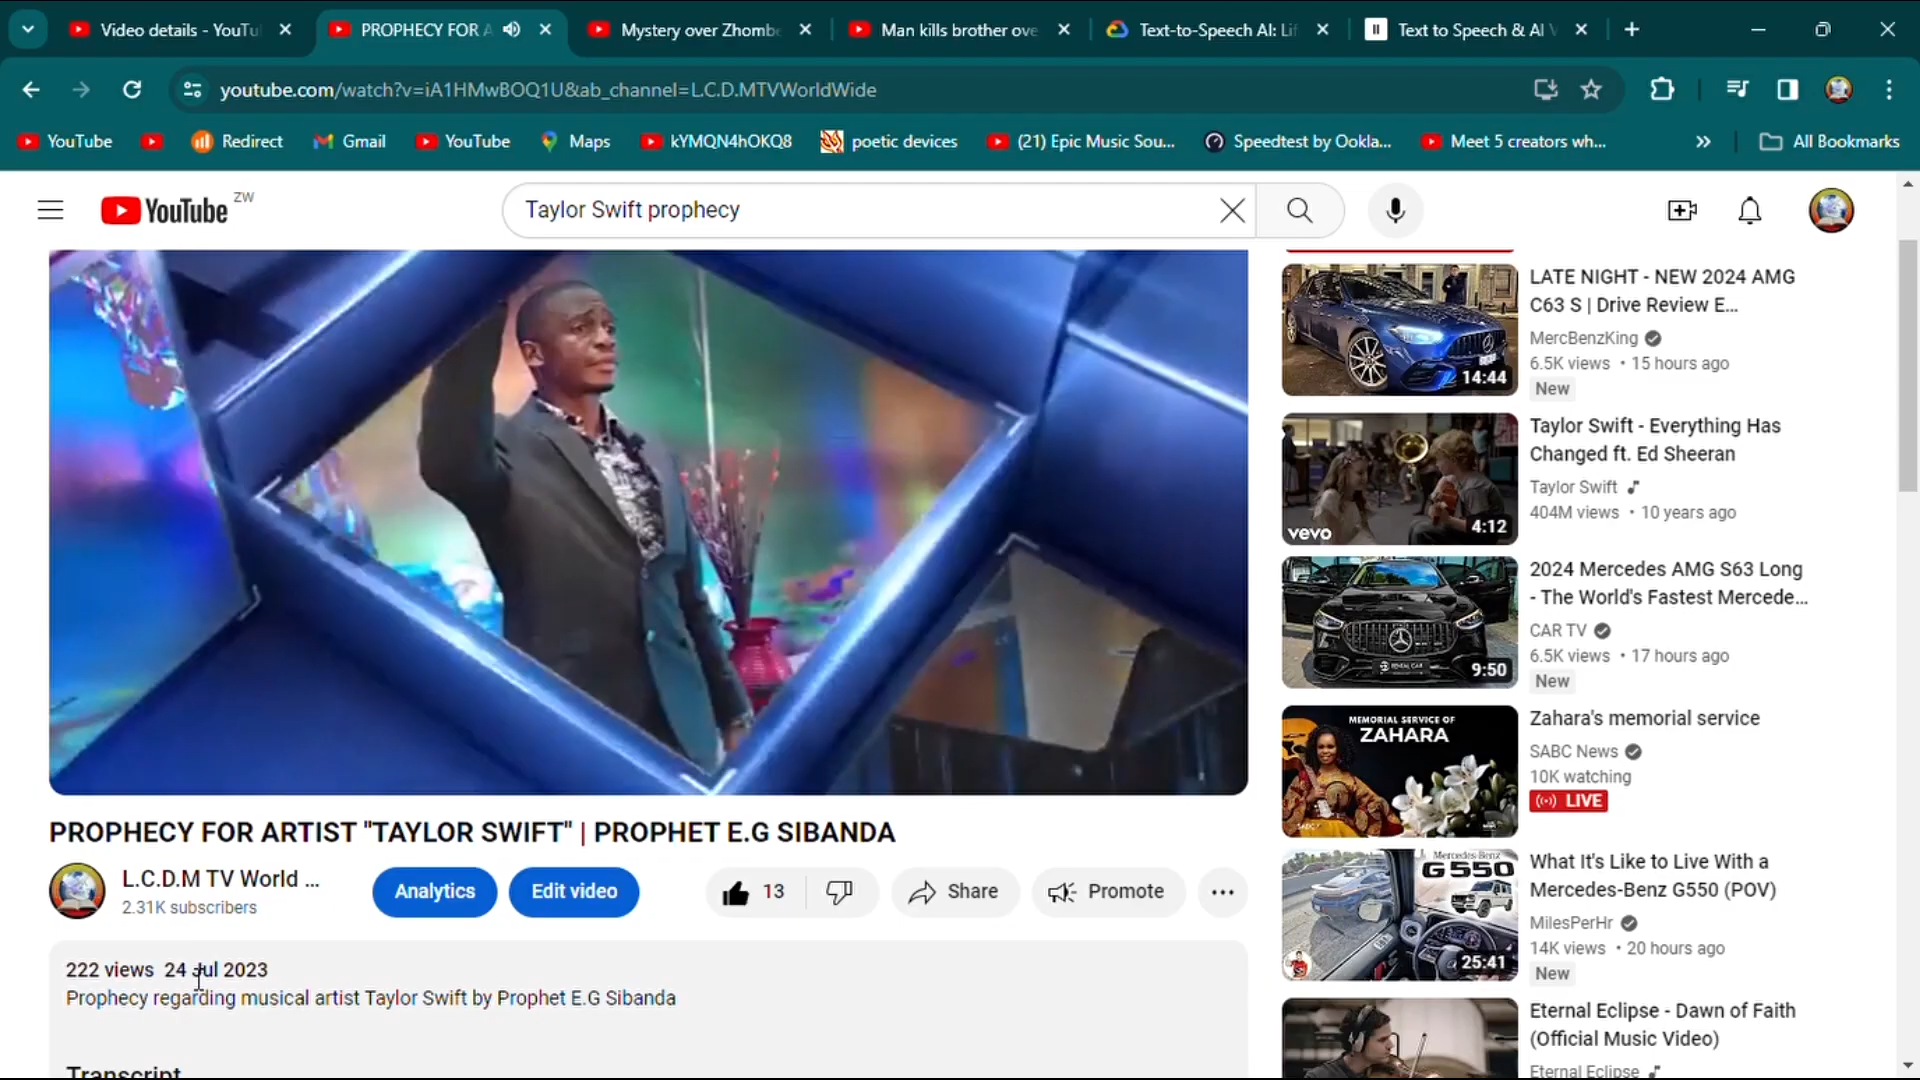 Video details - YouTu
PROPHECY FOR A
Mystery over Zhombe
Man kills brother ove
Text-to-Speech AI: Lif
Text to Speech & AI V
youtube.com/watch?v=iA1HMwBOQ1U&ab_channel=L.C.D.MTVWorldWide
YouTube
Redirect
Gmail
YouTube
Maps
kYMQN4hOKQ8
poetic devices
(21) Epic Music Sou...
Speedtest by Ookla...
Meet 5 creators wh...
All Bookmarks
YouTube ZW
Taylor Swift prophecy
PROPHECY FOR ARTIST "TAYLOR SWIFT" | PROPHET E.G SIBANDA
L.C.D.M TV World ...
2.31K subscribers
Analytics
Edit video
13
Share
Promote
222 views 24 Jul 2023
Prophecy regarding musical artist Taylor Swift by Prophet E.G Sibanda
Transcript
LATE NIGHT - NEW 2024 AMG
C63 S | Drive Review E...
MercBenzKing
6.5K views • 15 hours ago
New
14:44
Taylor Swift - Everything Has
Changed ft. Ed Sheeran
Taylor Swift
404M views • 10 years ago
vevo
4:12
2024 Mercedes AMG S63 Long
- The World's Fastest Mercede...
CAR TV
6.5K views • 17 hours ago
New
9:50
Zahara's memorial service
SABC News
10K watching
LIVE
MEMORIAL SERVICE OF
ZAHARA
What It's Like to Live With a
Mercedes-Benz G550 (POV)
MilesPerHr
14K views • 20 hours ago
New
Mercedes-Benz
G 550
25:41
Eternal Eclipse - Dawn of Faith
(Official Music Video)
Eternal Eclipse